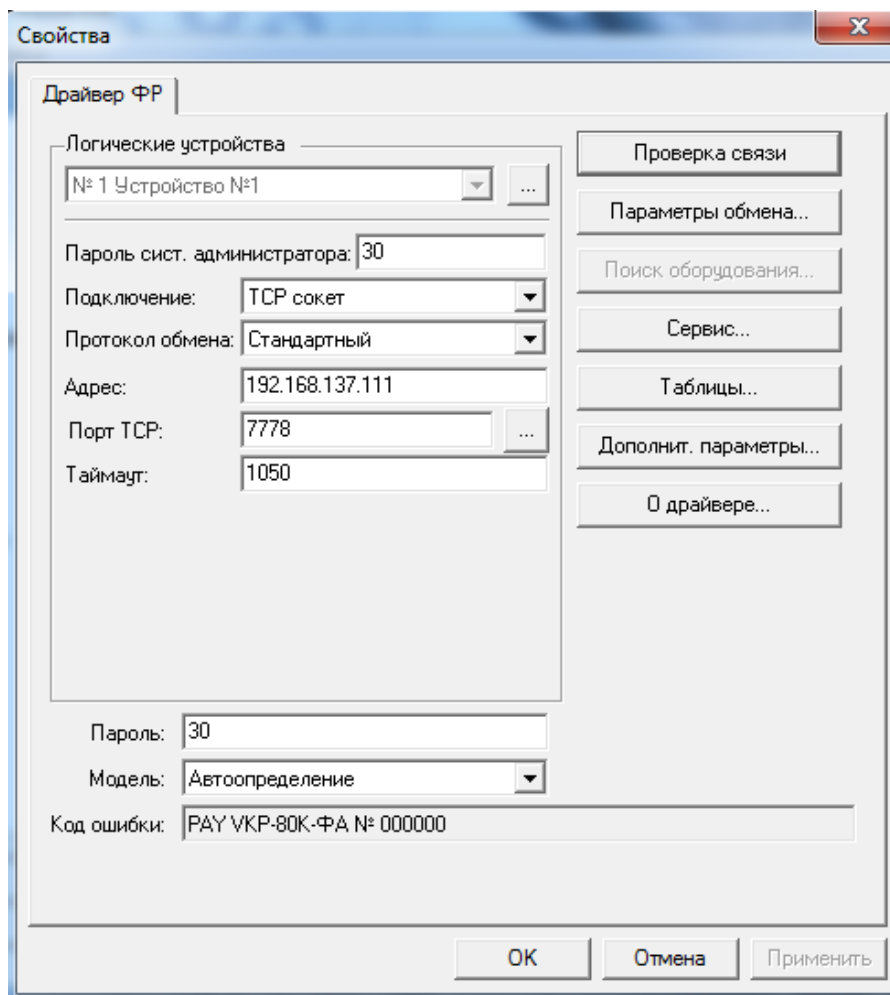 Свойства
Драйвер ФР
Логические устройства
№ 1 Устройство №1
...
Пароль сист. администратора: 30
Подключение: TCP сокет
Протокол обмена: Стандартный
Адрес: 192.168.137.111
Порт TCP: 7778
...
Таймаут: 1050
Проверка связи
Параметры обмена...
Поиск оборудования...
Сервис...
Таблицы...
Дополнит. параметры...
О драйвере...
Пароль: 30
Модель: Автоопределение
Код ошибки: PAY VKP-80K-ФА № 000000
OK
Отмена
Применить